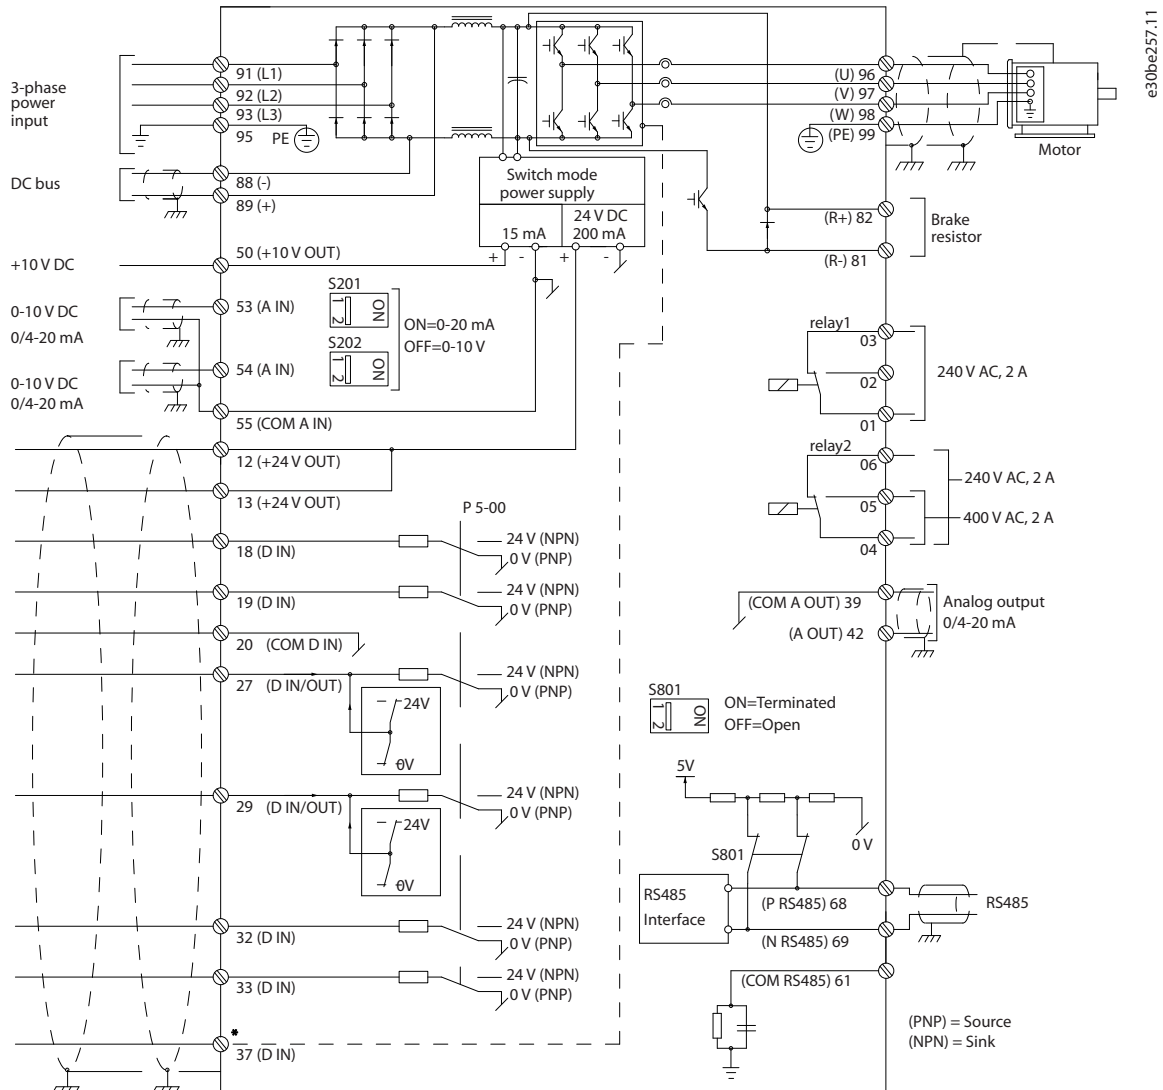 e30be257.11
3-phase
power
input
91 (L1)
92 (L2)
93 (L3)
95
PE
DC bus
88 (-)
89 (+)
+10 V DC
50 (+10 V OUT)
0-10 V DC
0/4-20 mA
53 (A IN)
0-10 V DC
0/4-20 mA
54 (A IN)
55 (COM A IN)
12 (+24 V OUT)
13 (+24 V OUT)
18 (D IN)
19 (D IN)
20 (COM D IN)
27 (D IN/OUT)
29 (D IN/OUT)
32 (D IN)
33 (D IN)
*
37 (D IN)
S201
1 2
ON
S202
1 2
ON
ON=0-20 mA
OFF=0-10 V
Switch mode
power supply
15 mA
24 V DC
200 mA
+ - + -
P 5-00
24 V (NPN)
0 V (PNP)
24 V (NPN)
0 V (PNP)
24 V (NPN)
0 V (PNP)
24V
0V
24 V (NPN)
0 V (PNP)
24V
0V
24 V (NPN)
0 V (PNP)
24 V (NPN)
0 V (PNP)
(U) 96
(V) 97
(W) 98
(PE) 99
Motor
(R+) 82
(R-) 81
Brake
resistor
relay1
03
02
01
240 V AC, 2 A
relay2
06
05
04
240 V AC, 2 A
400 V AC, 2 A
(COM A OUT) 39
(A OUT) 42
Analog output
0/4-20 mA
S801
1 2
ON
ON=Terminated
OFF=Open
5V
0 V
S801
RS485
Interface
(P RS485) 68
(N RS485) 69
RS485
(COM RS485) 61
(PNP) = Source
(NPN) = Sink